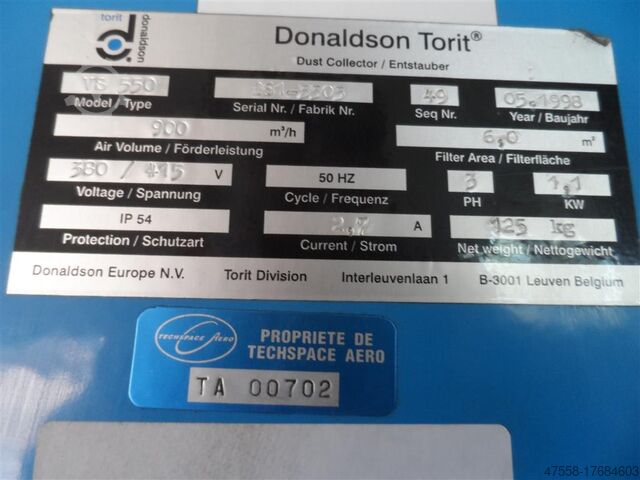 torit
donaldson
Donaldson Torit®
Dust Collector / Entstauber
VS 550
Model / Type
Serial Nr. / Fabrik Nr.
49
Seq Nr.
05.1998
Year / Baujahr
900 m³/h
Air Volume / Förderleistung
6,0 m²
Filter Area / Filterfläche
380 / 415 V
Voltage / Spannung
50 HZ
Cycle / Frequenz
3
PH
1,1
KW
IP 54
Protection / Schutzart
2,7 A
Current / Strom
125 kg
Net weight / Nettogewicht
Donaldson Europe N.V. Torit Division Interleuvenlaan 1 B-3001 Leuven Belgium
TECHSPACE AERO
PROPRIETE DE
TECHSPACE AERO
TA 00702
47558-17684603